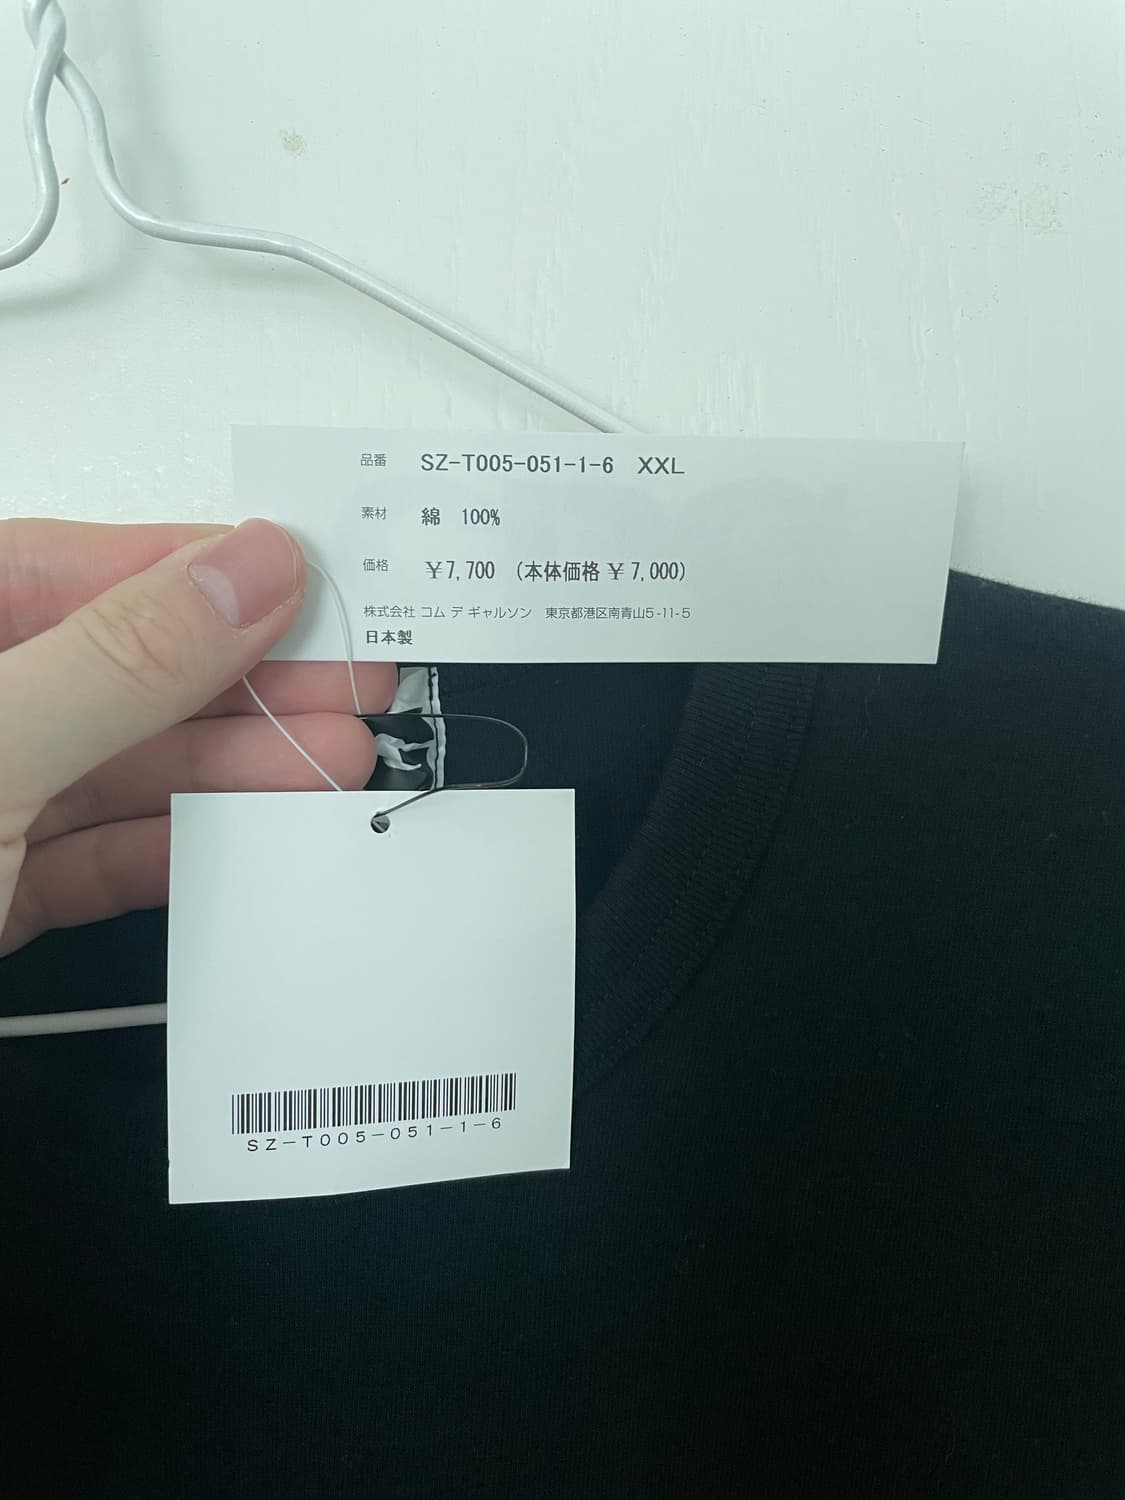 品番 SZ-T005-051-1-6 XXL
素材 綿 100%
価格 ¥7,700 (本体価格 ¥7,000)
株式会社 コム デ ギャルソン 東京都港区南青山5-11-5
日本製
SZ-T005-051-1-6